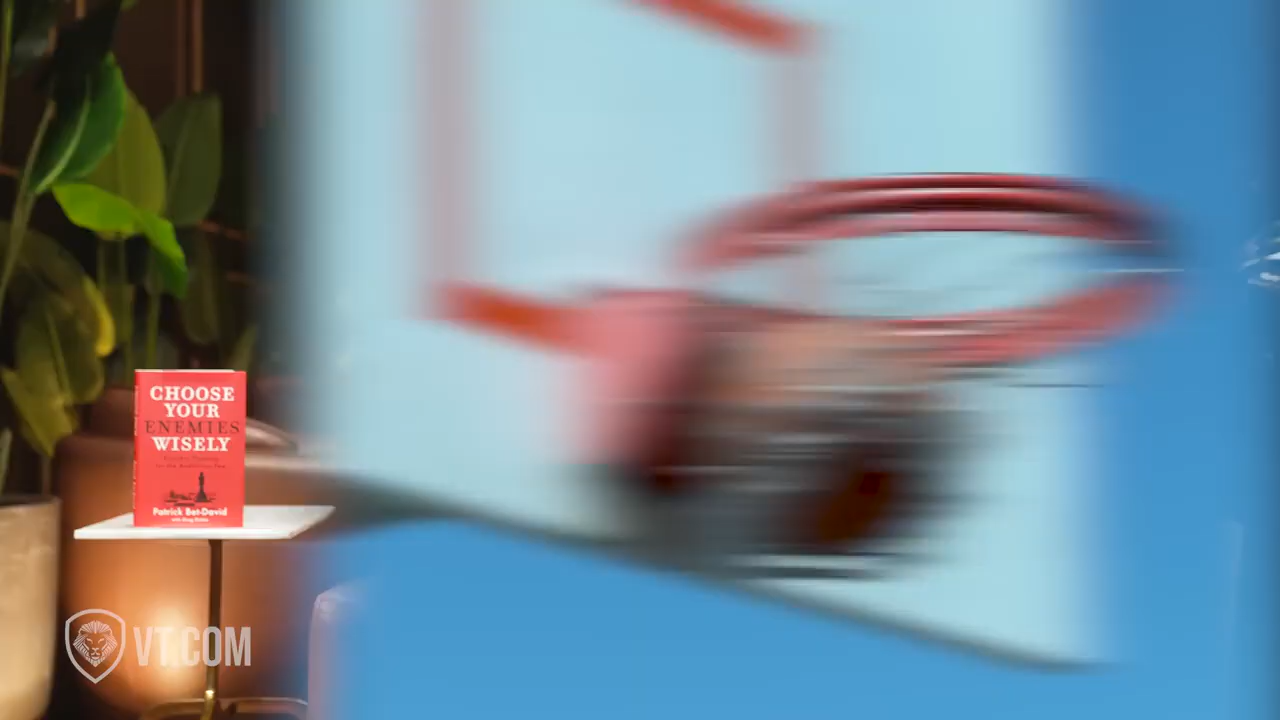 CHOOSE
YOUR
ENEMIES
WISELY
Patrick Bet-David
VT.COM